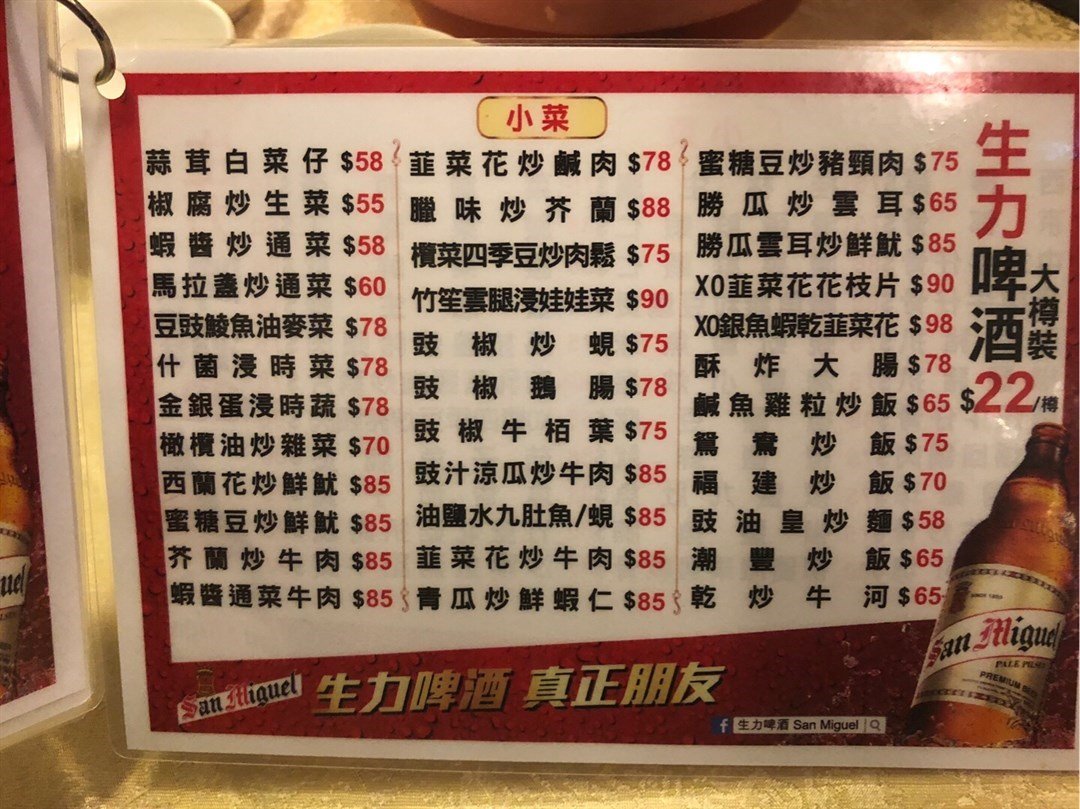 小菜
蒜茸白菜仔 $58
椒腐炒生菜 $55
蝦醬炒通菜 $58
馬拉盞炒通菜 $60
豆豉鯪魚油麥菜 $78
什菌浸時菜 $78
金銀蛋浸時蔬 $78
橄欖油炒雜菜 $70
西蘭花炒鮮魷 $85
蜜糖豆炒鮮魷 $85
芥蘭炒牛肉 $85
蝦醬通菜牛肉 $85
韮菜花炒鹹肉 $78
臘味炒芥蘭 $88
欖菜四季豆炒肉鬆 $75
竹笙雲腿浸娃娃菜 $90
豉椒炒蜆 $75
豉椒鵝腸 $78
豉椒牛栢葉 $75
豉汁涼瓜炒牛肉 $85
油鹽水九肚魚/蜆 $85
韮菜花炒牛肉 $85
青瓜炒鮮蝦仁 $85
蜜糖豆炒豬頸肉 $75
勝瓜炒雲耳 $65
勝瓜雲耳炒鮮魷 $85
XO韮菜花花枝片 $90
XO銀魚蝦乾韮菜花 $98
酥炸大腸 $78
鹹魚雞粒炒飯 $65
鴛鴦炒飯 $75
福建炒飯 $70
豉油皇炒麵 $58
潮豐炒飯 $65
乾炒牛河 $65
生力啤酒
大樽裝
$22/樽
San Miguel
PALE PILSEN
PREMIUM BEER
San Miguel
生力啤酒 真正朋友
生力啤酒 San Miguel